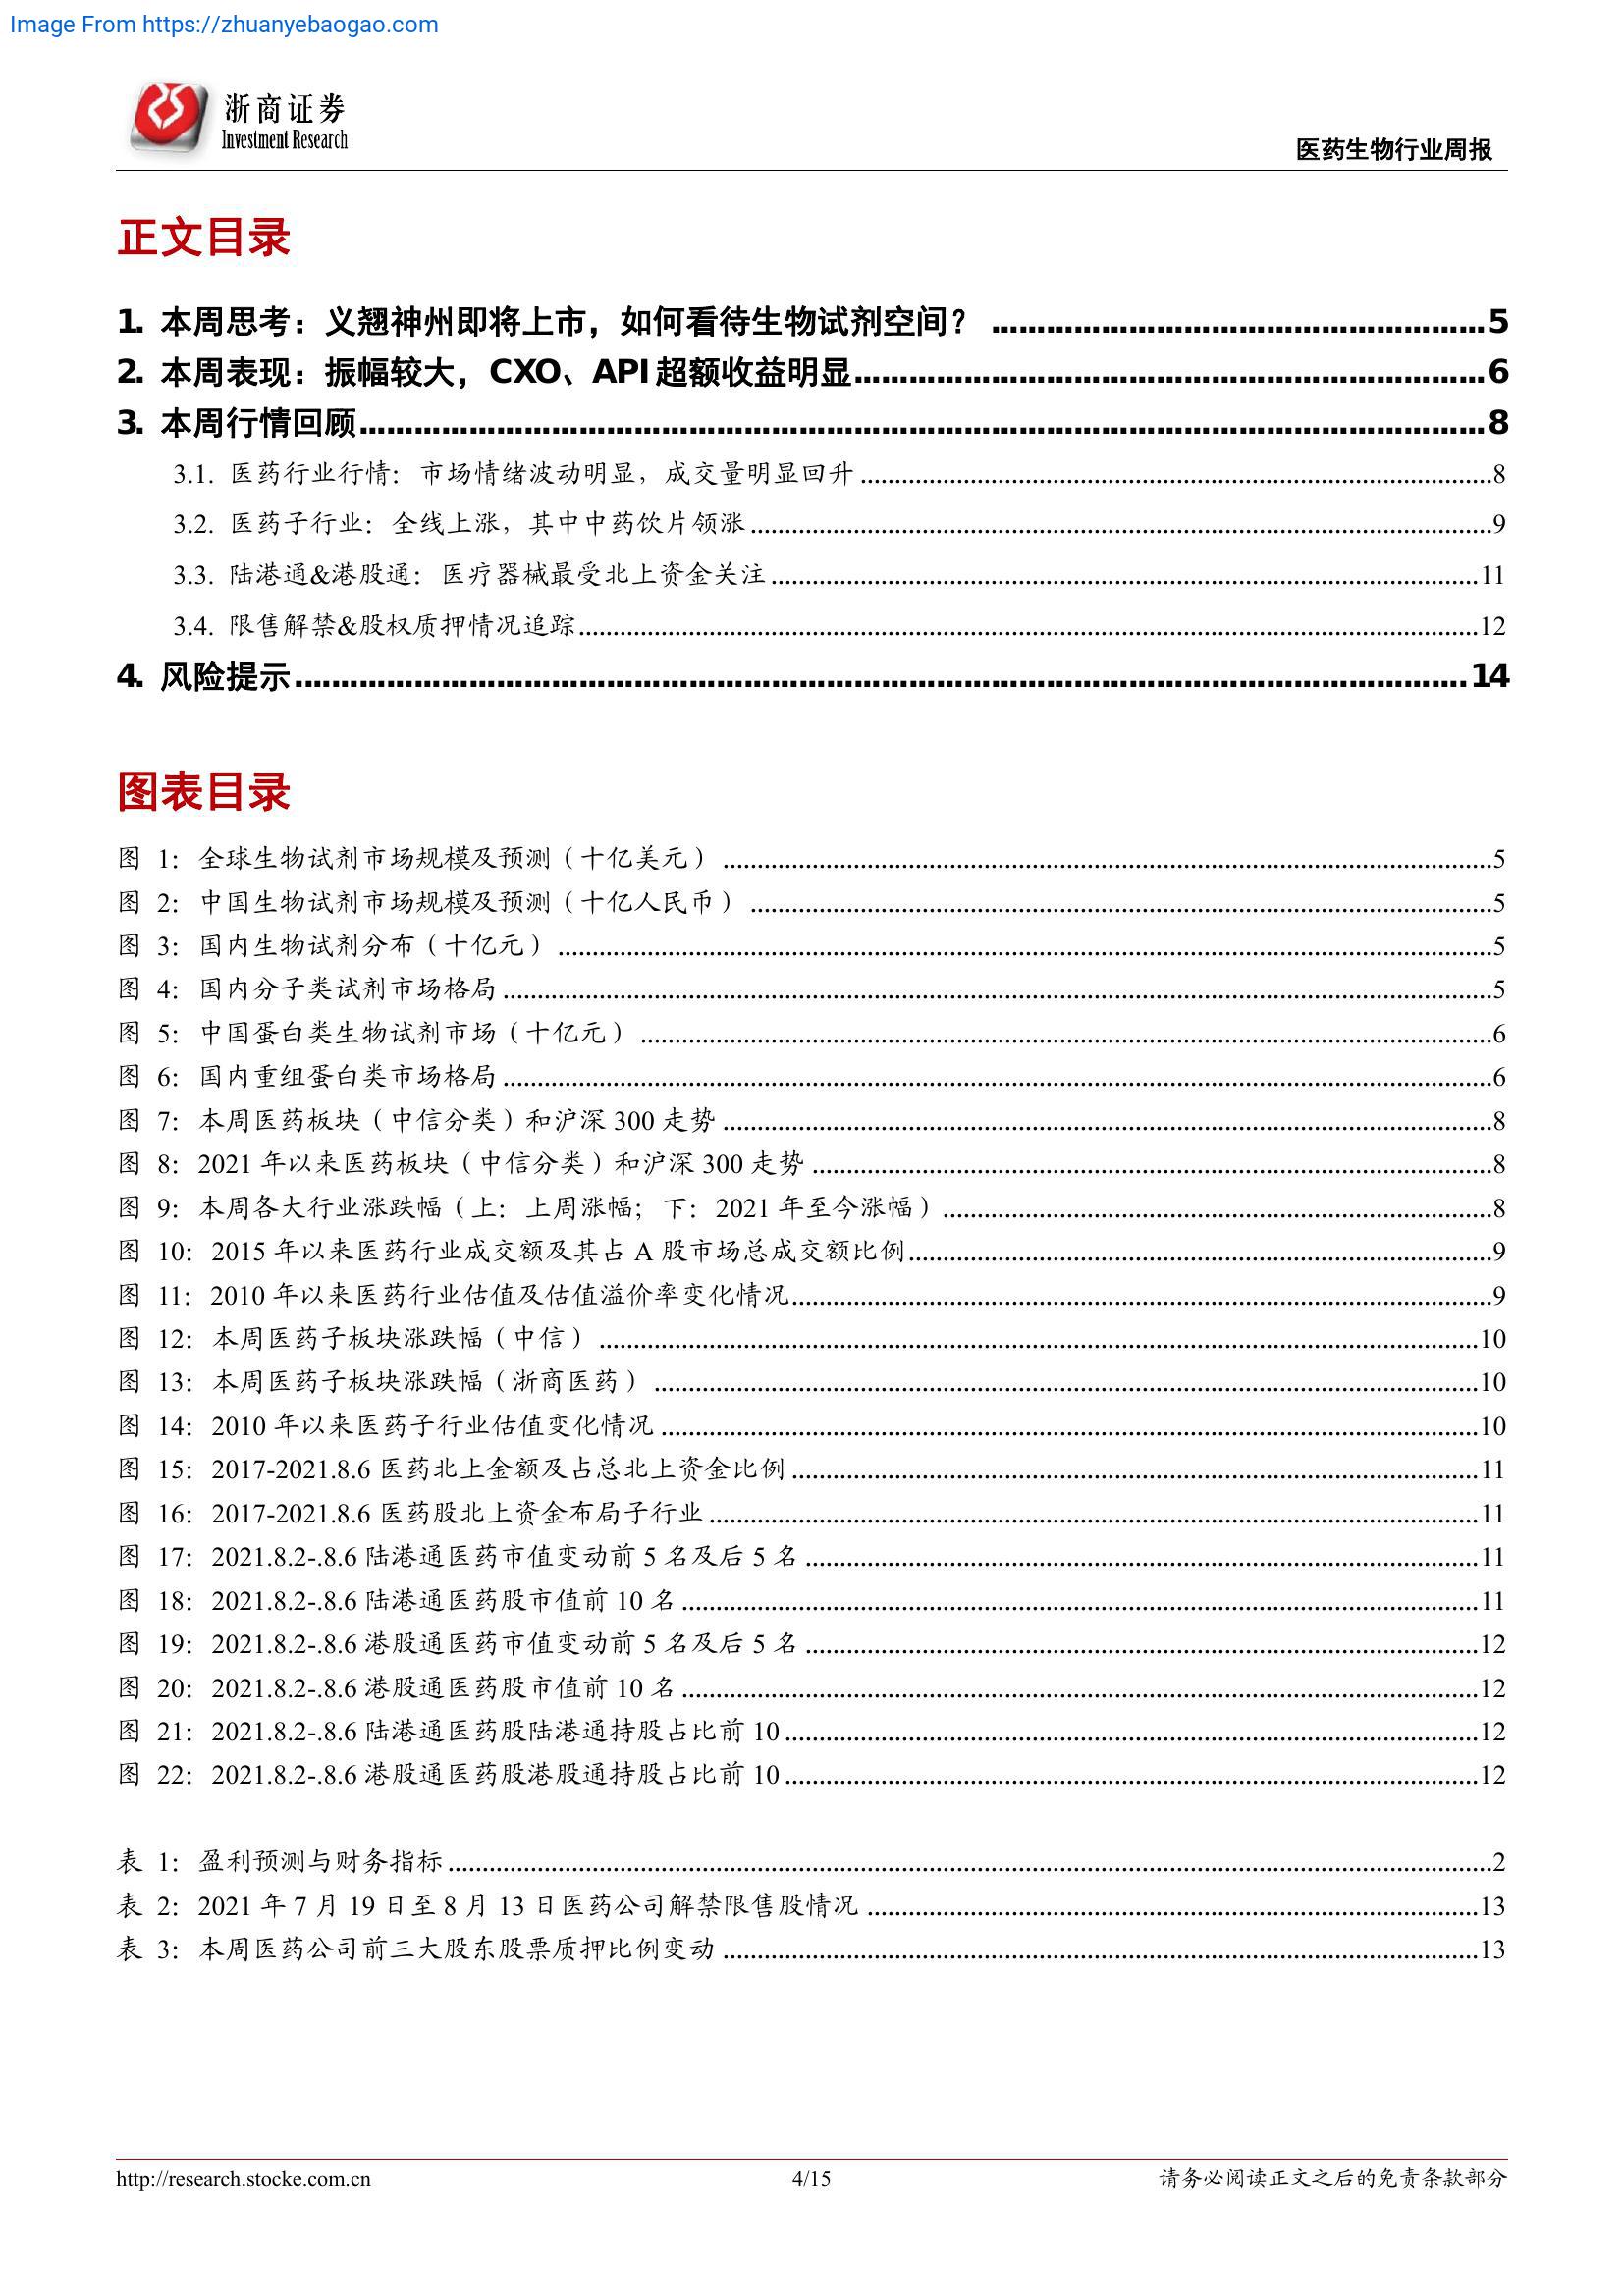 Image From https://zhuanyebaogao.com
浙商证券
Investment Research
医药生物行业周报
正文目录
1. 本周思考：义翘神州即将上市，如何看待生物试剂空间？ ........................................................5
2. 本周表现：振幅较大，CXO、API 超额收益明显........................................................................6
3. 本周行情回顾........................................................................................................................8
3.1. 医药行业行情：市场情绪波动明显，成交量明显回升 ........................................................8
3.2. 医药子行业：全线上涨，其中中药饮片领涨 ........................................................9
3.3. 陆港通&港股通：医疗器械最受北上资金关注 ........................................................11
3.4. 限售解禁&股权质押情况追踪 ........................................................12
4. 风险提示........................................................................................................................14
图表目录
图 1：全球生物试剂市场规模及预测（十亿美元） ........................................................5
图 2：中国生物试剂市场规模及预测（十亿人民币） ........................................................5
图 3：国内生物试剂分布（十亿元） ........................................................5
图 4：国内分子类试剂市场格局 ........................................................5
图 5：中国蛋白类生物试剂市场（十亿元） ........................................................6
图 6：国内重组蛋白类市场格局 ........................................................6
图 7：本周医药板块（中信分类）和沪深 300 走势 ........................................................8
图 8：2021 年以来医药板块（中信分类）和沪深 300 走势 ........................................................8
图 9：本周各大行业涨跌幅（上：上周涨幅；下：2021 年至今涨幅） ........................................................8
图 10：2015 年以来医药行业成交额及其占 A 股市场总成交额比例........................................................9
图 11：2010 年以来医药行业估值及估值溢价率变化情况........................................................9
图 12：本周医药子板块涨跌幅（中信） ........................................................10
图 13：本周医药子板块涨跌幅（浙商医药） ........................................................10
图 14：2010 年以来医药子行业估值变化情况 ........................................................10
图 15：2017-2021.8.6 医药北上金额及占总北上资金比例 ........................................................11
图 16：2017-2021.8.6 医药股北上资金布局子行业 ........................................................11
图 17：2021.8.2-.8.6 陆港通医药市值变动前 5 名及后 5 名 ........................................................11
图 18：2021.8.2-.8.6 陆港通医药股市值前 10 名 ........................................................11
图 19：2021.8.2-.8.6 港股通医药市值变动前 5 名及后 5 名 ........................................................12
图 20：2021.8.2-.8.6 港股通医药股市值前 10 名 ........................................................12
图 21：2021.8.2-.8.6 陆港通医药股陆港通持股占比前 10 ........................................................12
图 22：2021.8.2-.8.6 港股通医药股港股通持股占比前 10 ........................................................12
表 1：盈利预测与财务指标 ........................................................2
表 2：2021 年 7 月 19 日至 8 月 13 日医药公司解禁限售股情况 ........................................................13
表 3：本周医药公司前三大股东股票质押比例变动 ........................................................13
http://research.stocke.com.cn
4/15
请务必阅读正文之后的免责条款部分